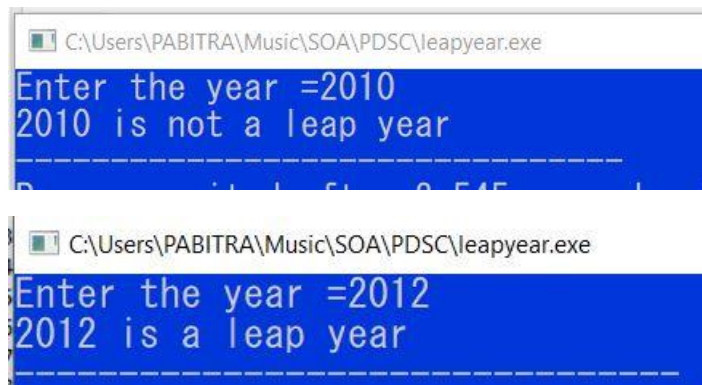 C:\Users\PABITRA\Music\SOA\PDSC\leapyear.exe
Enter the year =2010
2010 is not a leap year
--------------------------------
C:\Users\PABITRA\Music\SOA\PDSC\leapyear.exe
Enter the year =2012
2012 is a leap year
--------------------------------